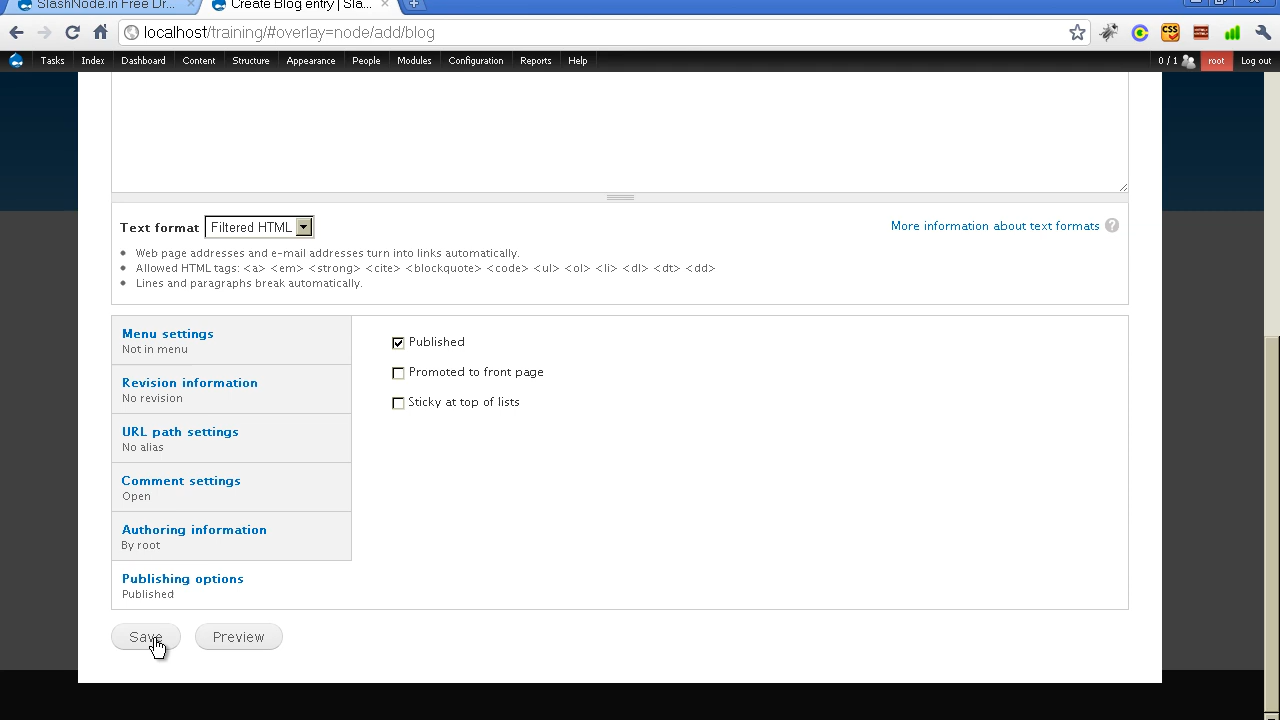 SlashNode.in Free Dr...
Create Blog entry | Sla...
localhost/training/#overlay=node/add/blog
Tasks Index Dashboard Content Structure Appearance People Modules Configuration Reports Help 0 / 1 root Log out
Text format Filtered HTML More information about text formats ?
Web page addresses and e-mail addresses turn into links automatically.
Allowed HTML tags: <a> <em> <strong> <cite> <blockquote> <code> <ul> <ol> <li> <dl> <dt> <dd>
Lines and paragraphs break automatically.
Menu settings
Not in menu
Revision information
No revision
URL path settings
No alias
Comment settings
Open
Authoring information
By root
Publishing options
Published
Published
Promoted to front page
Sticky at top of lists
Save Preview